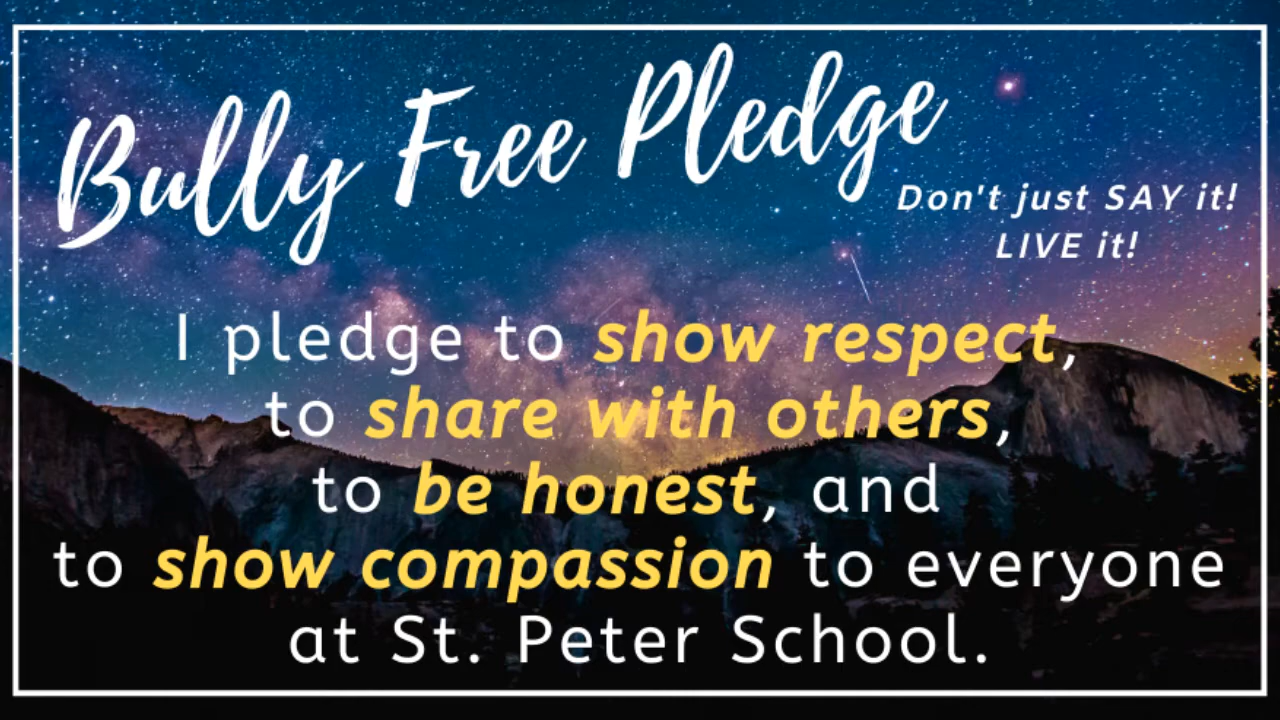 Bully Free Pledge
Don't just SAY it!
LIVE it!
I pledge to show respect,
to share with others,
to be honest, and
to show compassion to everyone
at St. Peter School.